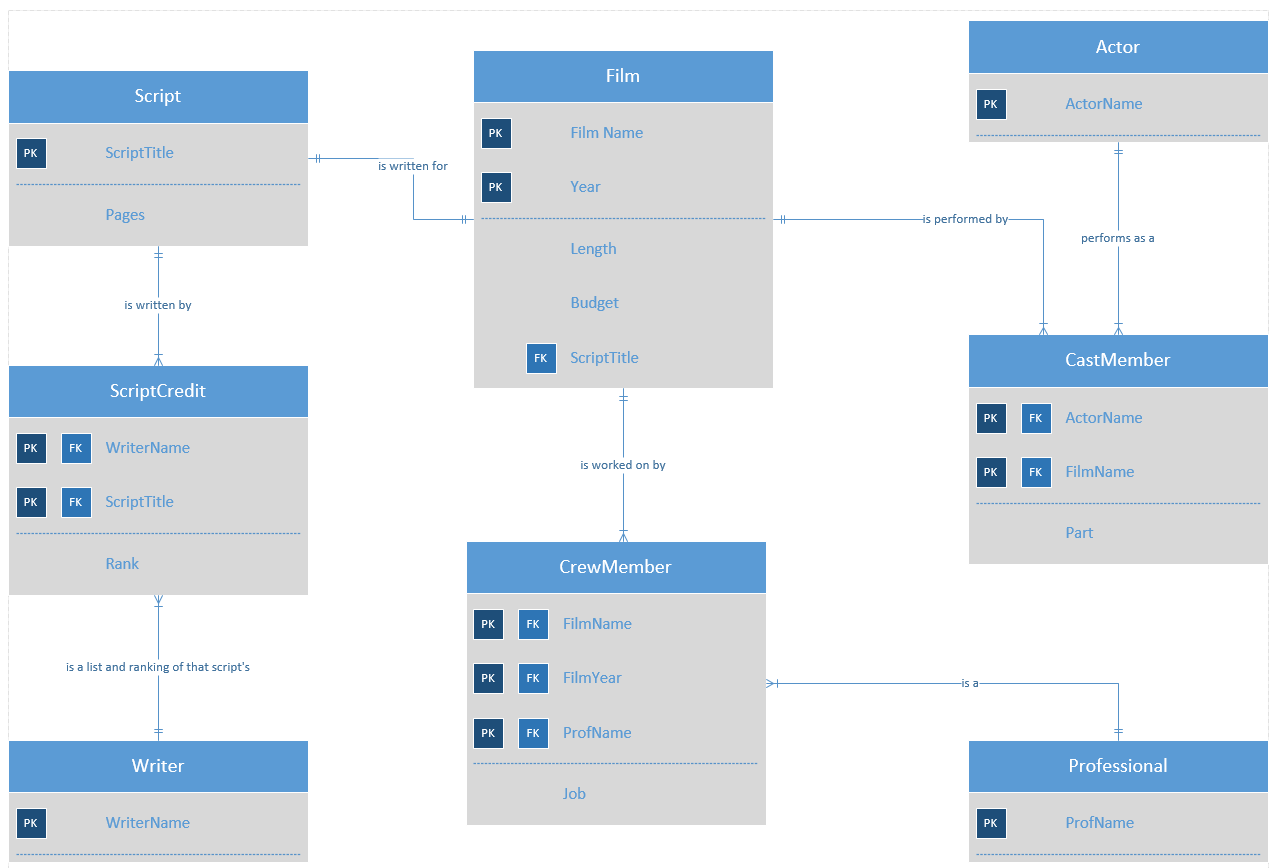 Script
PK ScriptTitle
Pages
is written by
ScriptCredit
PK FK WriterName
PK FK ScriptTitle
Rank
is a list and ranking of that script's
Writer
PK WriterName
is written for
Film
PK Film Name
PK Year
Length
Budget
FK ScriptTitle
is worked on by
CrewMember
PK FK FilmName
PK FK FilmYear
PK FK ProfName
Job
is performed by
Actor
PK ActorName
performs as a
CastMember
PK FK ActorName
PK FK FilmName
Part
is a
Professional
PK ProfName